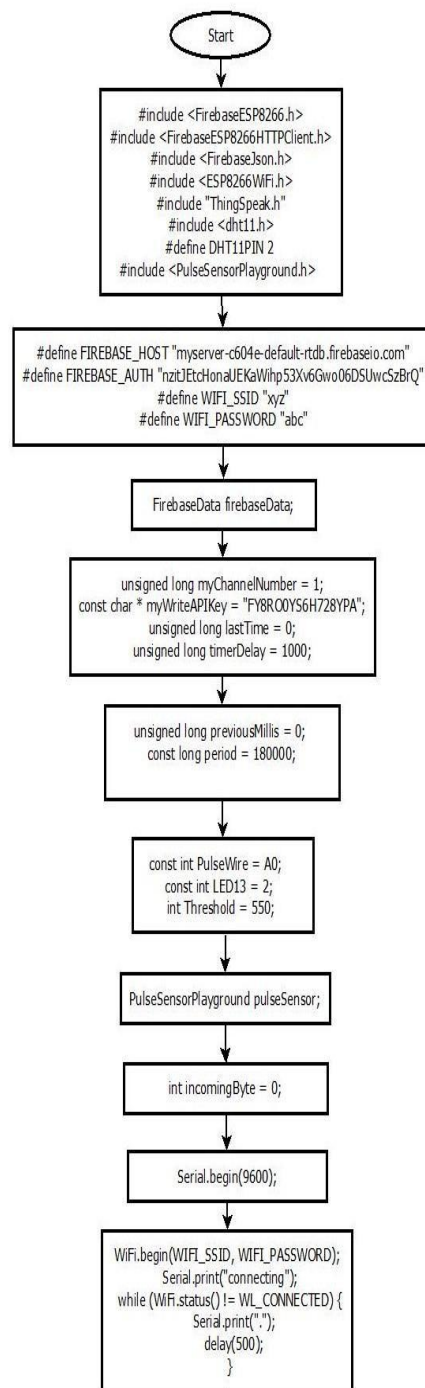 Start
#include <FirebaseESP8266.h>
#include <FirebaseESP8266HTTPClient.h>
#include <FirebaseJson.h>
#include <ESP8266WiFi.h>
#include "ThingSpeak.h"
#include <dht11.h>
#define DHT11PIN 2
#include <PulseSensorPlayground.h>
#define FIREBASE_HOST "myserver-c604e-default-rtdb.firebaseio.com"
#define FIREBASE_AUTH "nzitJEtcHonaUEKaWihp53Xv6Gwo06DSUwcSzBrQ"
#define WIFI_SSID "xyz"
#define WIFI_PASSWORD "abc"
FirebaseData firebaseData;
unsigned long myChannelNumber = 1;
const char * myWriteAPIKey = "FY8RO0YS6H728YPA";
unsigned long lastTime = 0;
unsigned long timerDelay = 1000;
unsigned long previousMillis = 0;
const long period = 180000;
const int PulseWire = A0;
const int LED13 = 2;
int Threshold = 550;
PulseSensorPlayground pulseSensor;
int incomingByte = 0;
Serial.begin(9600);
WiFi.begin(WIFI_SSID, WIFI_PASSWORD);
Serial.print("connecting");
while (WiFi.status() != WL_CONNECTED) {
Serial.print(".");
delay(500);
}